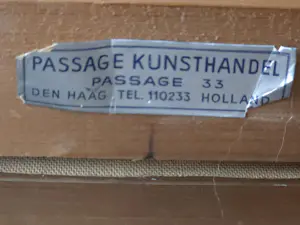 PASSAGE KUNSTHANDEL
PASSAGE 33
DEN HAAG TEL. 110233 HOLLAND